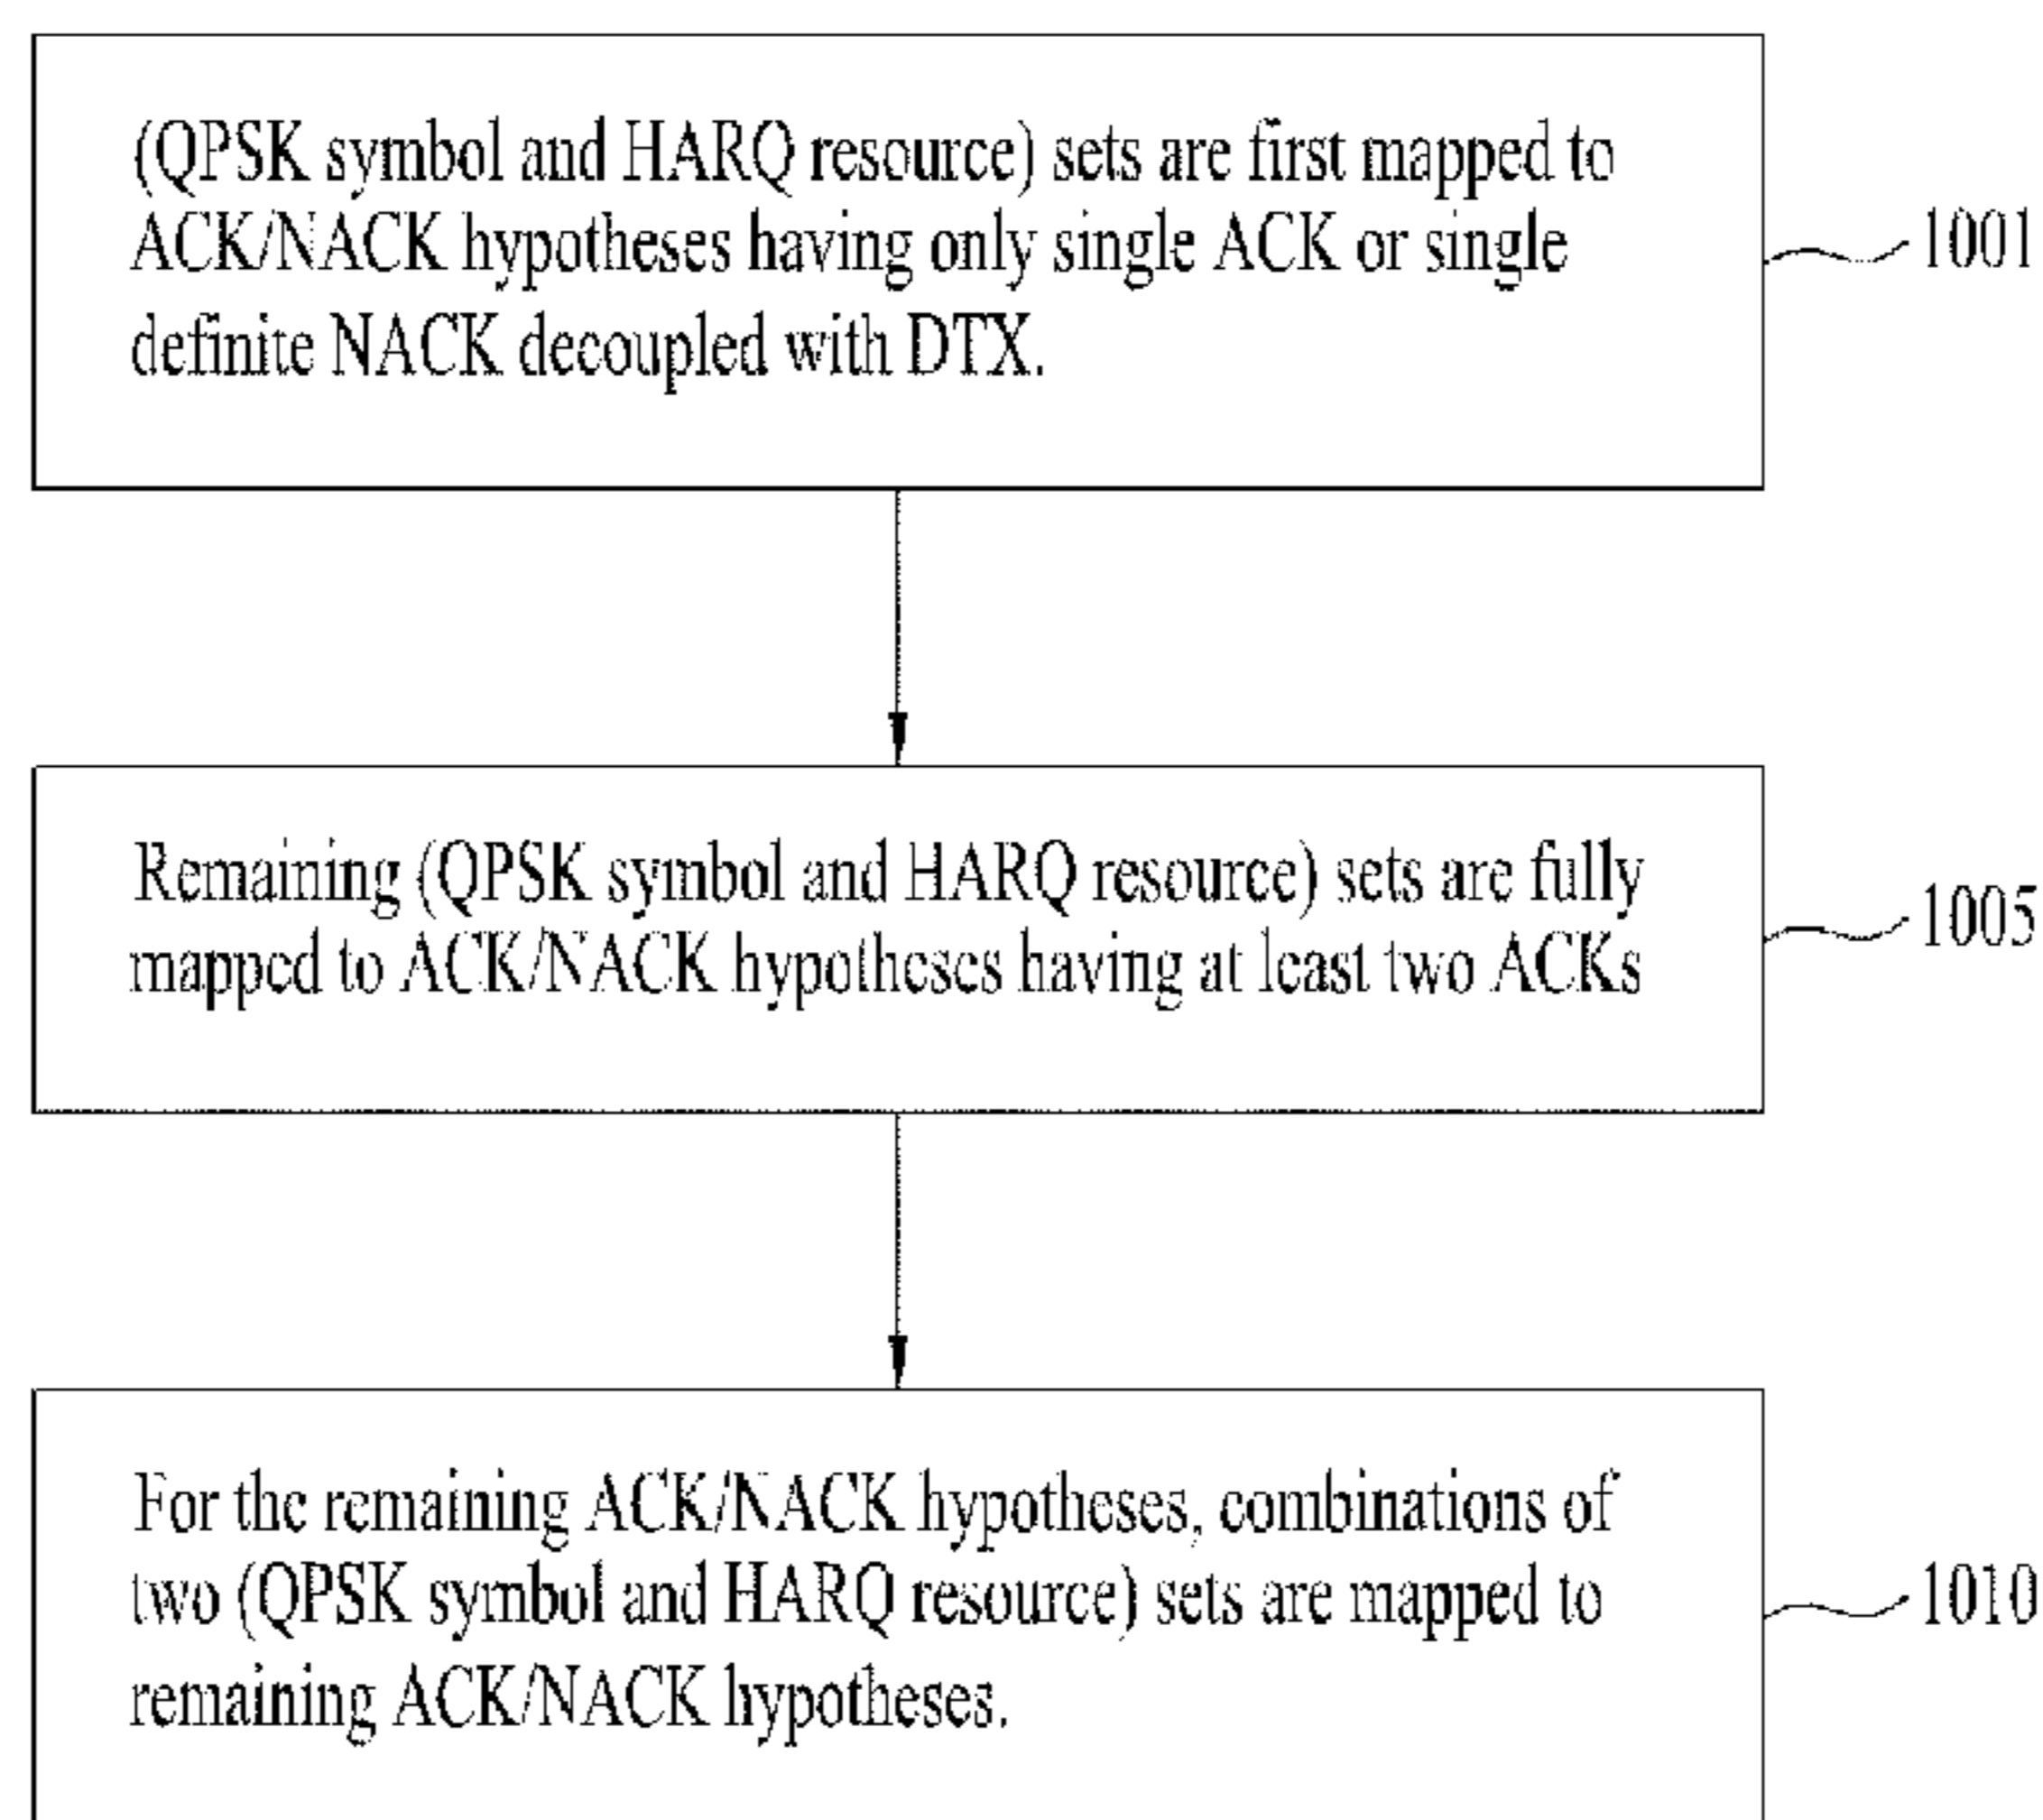 (QPSK symbol and HARQ resource) sets are first mapped to
ACK/NACK hypotheses having only single ACK or single
definite NACK decoupled with DTX.
1001
Remaining (QPSK symbol and HARQ resource) sets are fully
mapped to ACK/NACK hypotheses having at least two ACKs
1005
For the remaining ACK/NACK hypotheses, combinations of
two (QPSK symbol and HARQ resource) sets are mapped to
remaining ACK/NACK hypotheses.
1010